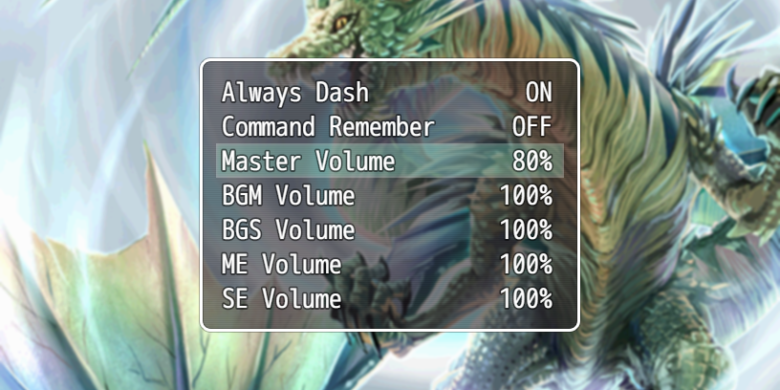 Always Dash ON
Command Remember OFF
Master Volume 80%
BGM Volume 100%
BGS Volume 100%
ME Volume 100%
SE Volume 100%